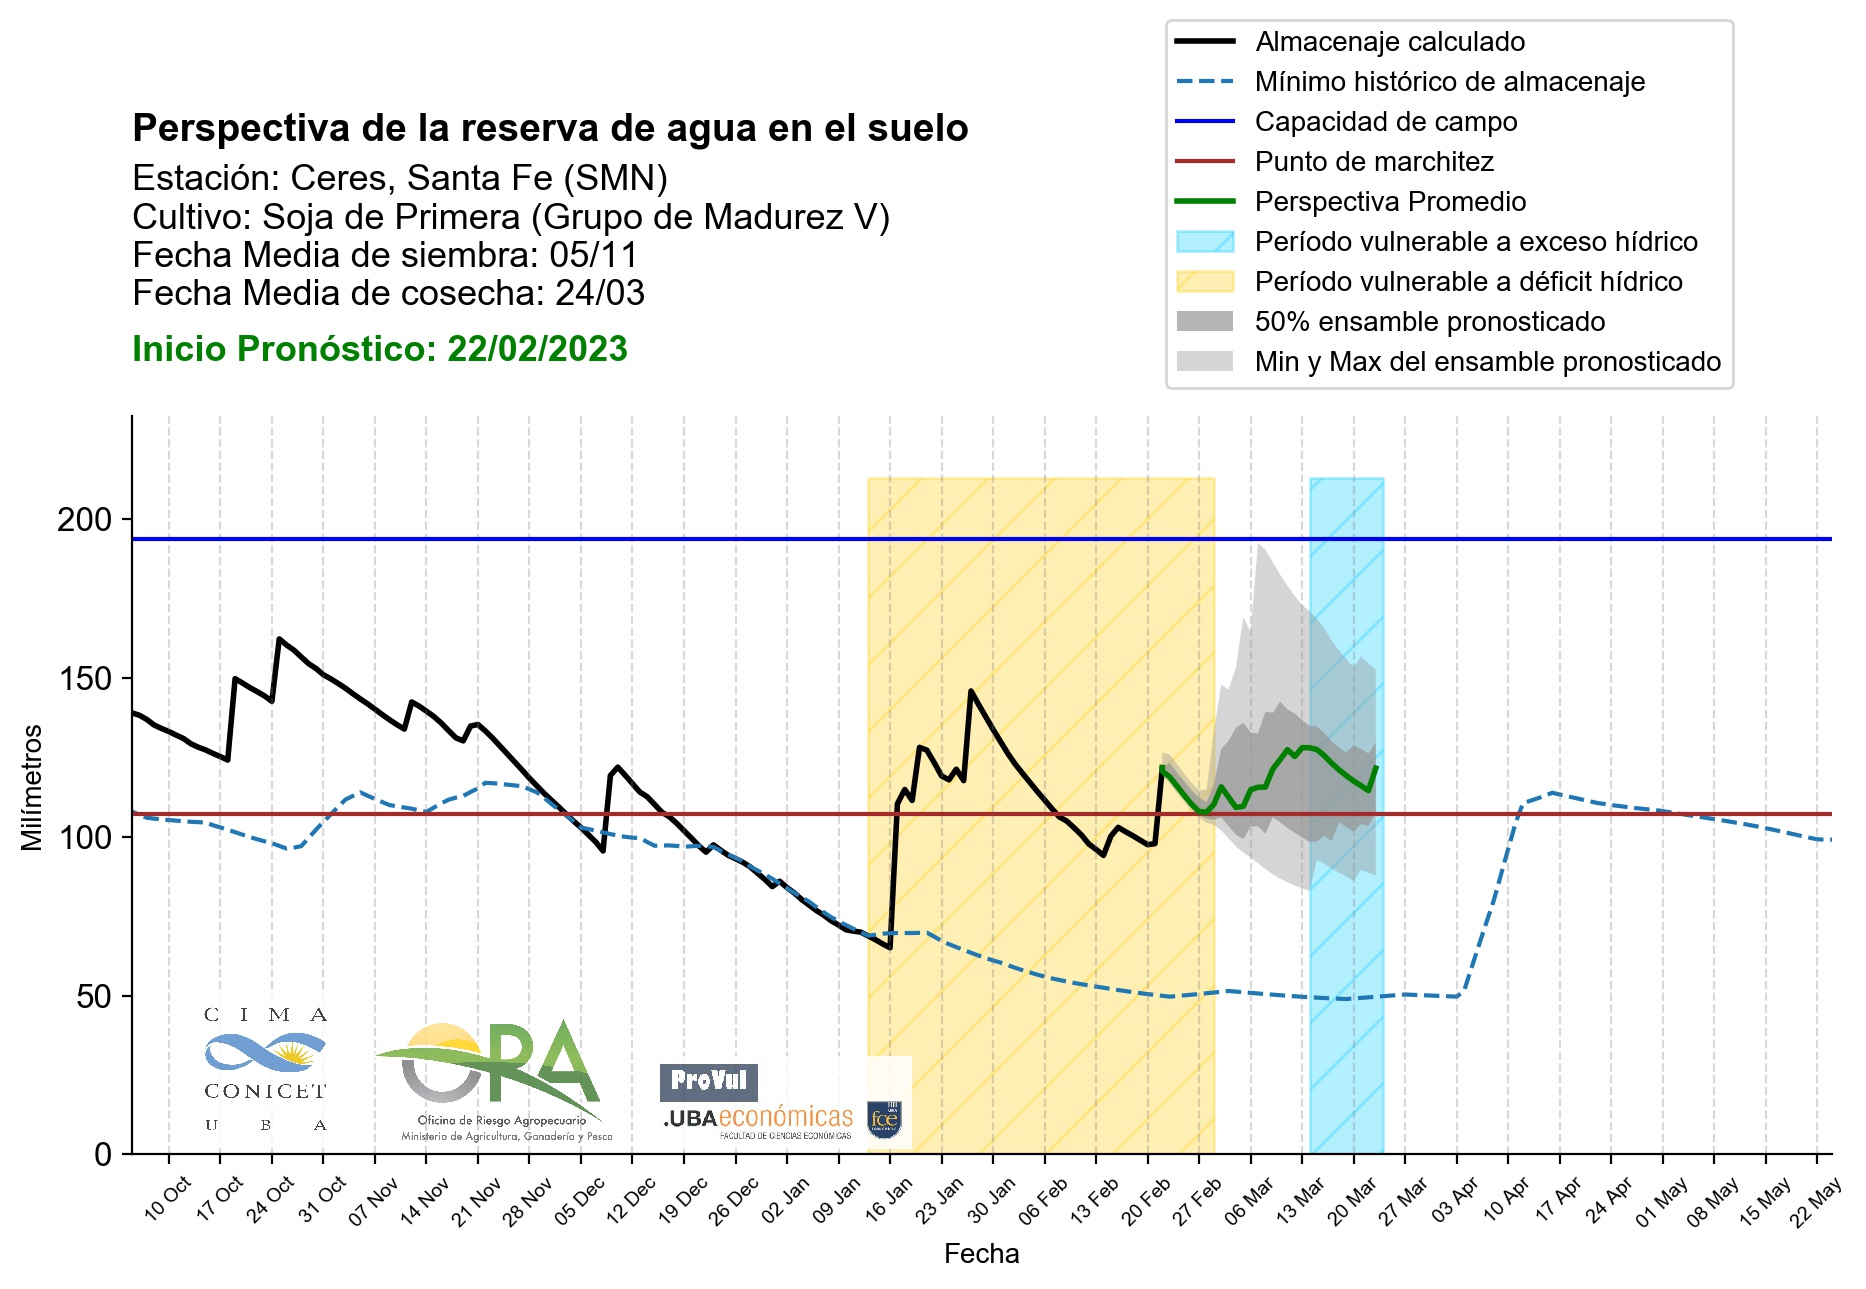 Almacenaje calculado
Mínimo histórico de almacenaje
Capacidad de campo
Punto de marchitez
Perspectiva Promedio
Período vulnerable a exceso hídrico
Período vulnerable a déficit hídrico
50% ensamble pronosticado
Min y Max del ensamble pronosticado
Perspectiva de la reserva de agua en el suelo
Estación: Ceres, Santa Fe (SMN)
Cultivo: Soja de Primera (Grupo de Madurez V)
Fecha Media de siembra: 05/11
Fecha Media de cosecha: 24/03
Inicio Pronóstico: 22/02/2023
Milímetros
200
150
100
50
0
C I M A
CONICET
U B A
ORA
Oficina de Riesgo Agropecuario
Ministerio de Agricultura, Ganadería y Pesca
ProVul
.UBAeconómicas
FACULTAD DE CIENCIAS ECONÓMICAS
UBA
fce
ECONÓMICAS
10 Oct
17 Oct
24 Oct
31 Oct
07 Nov
14 Nov
21 Nov
28 Nov
05 Dec
12 Dec
19 Dec
26 Dec
02 Jan
09 Jan
16 Jan
23 Jan
30 Jan
06 Feb
13 Feb
20 Feb
27 Feb
06 Mar
13 Mar
20 Mar
27 Mar
03 Apr
10 Apr
17 Apr
24 Apr
01 May
08 May
15 May
22 May
Fecha